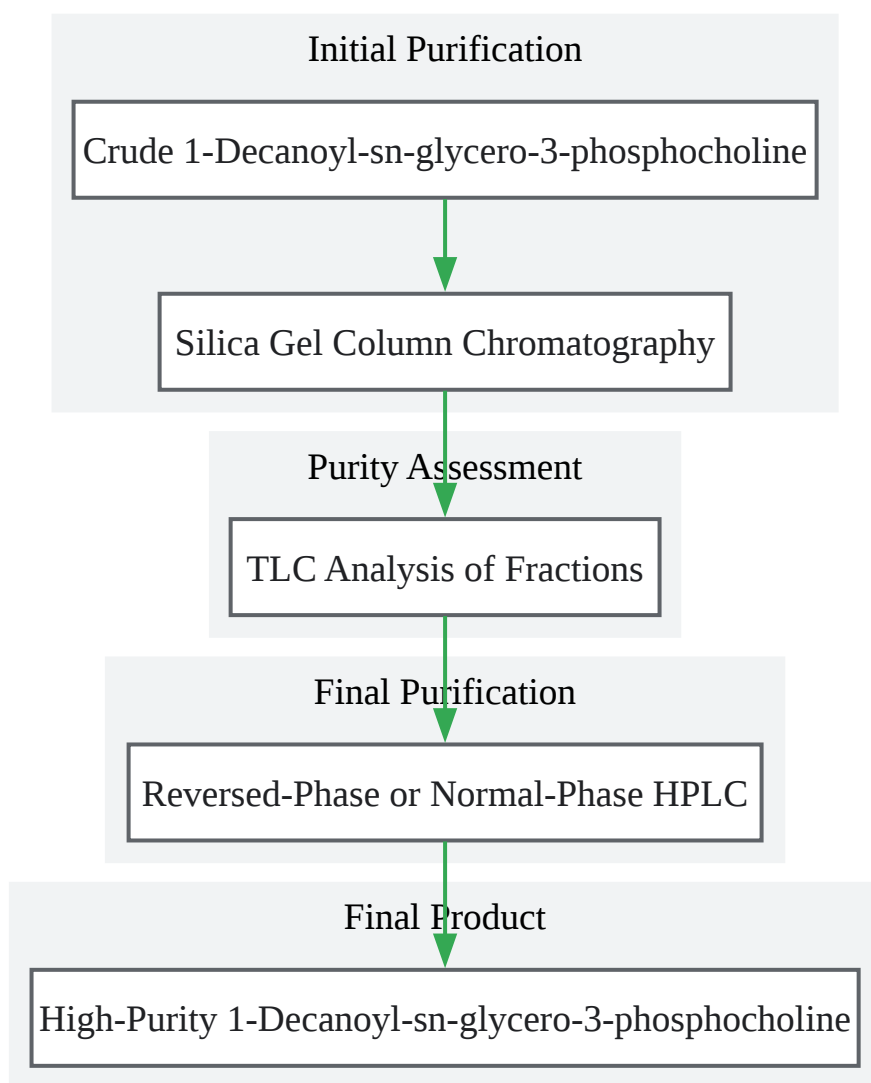 Initial Purification
Crude 1-Decanoyl-sn-glycero-3-phosphocholine
Silica Gel Column Chromatography
Purity Assessment
TLC Analysis of Fractions
Final Purification
Reversed-Phase or Normal-Phase HPLC
Final Product
High-Purity 1-Decanoyl-sn-glycero-3-phosphocholine